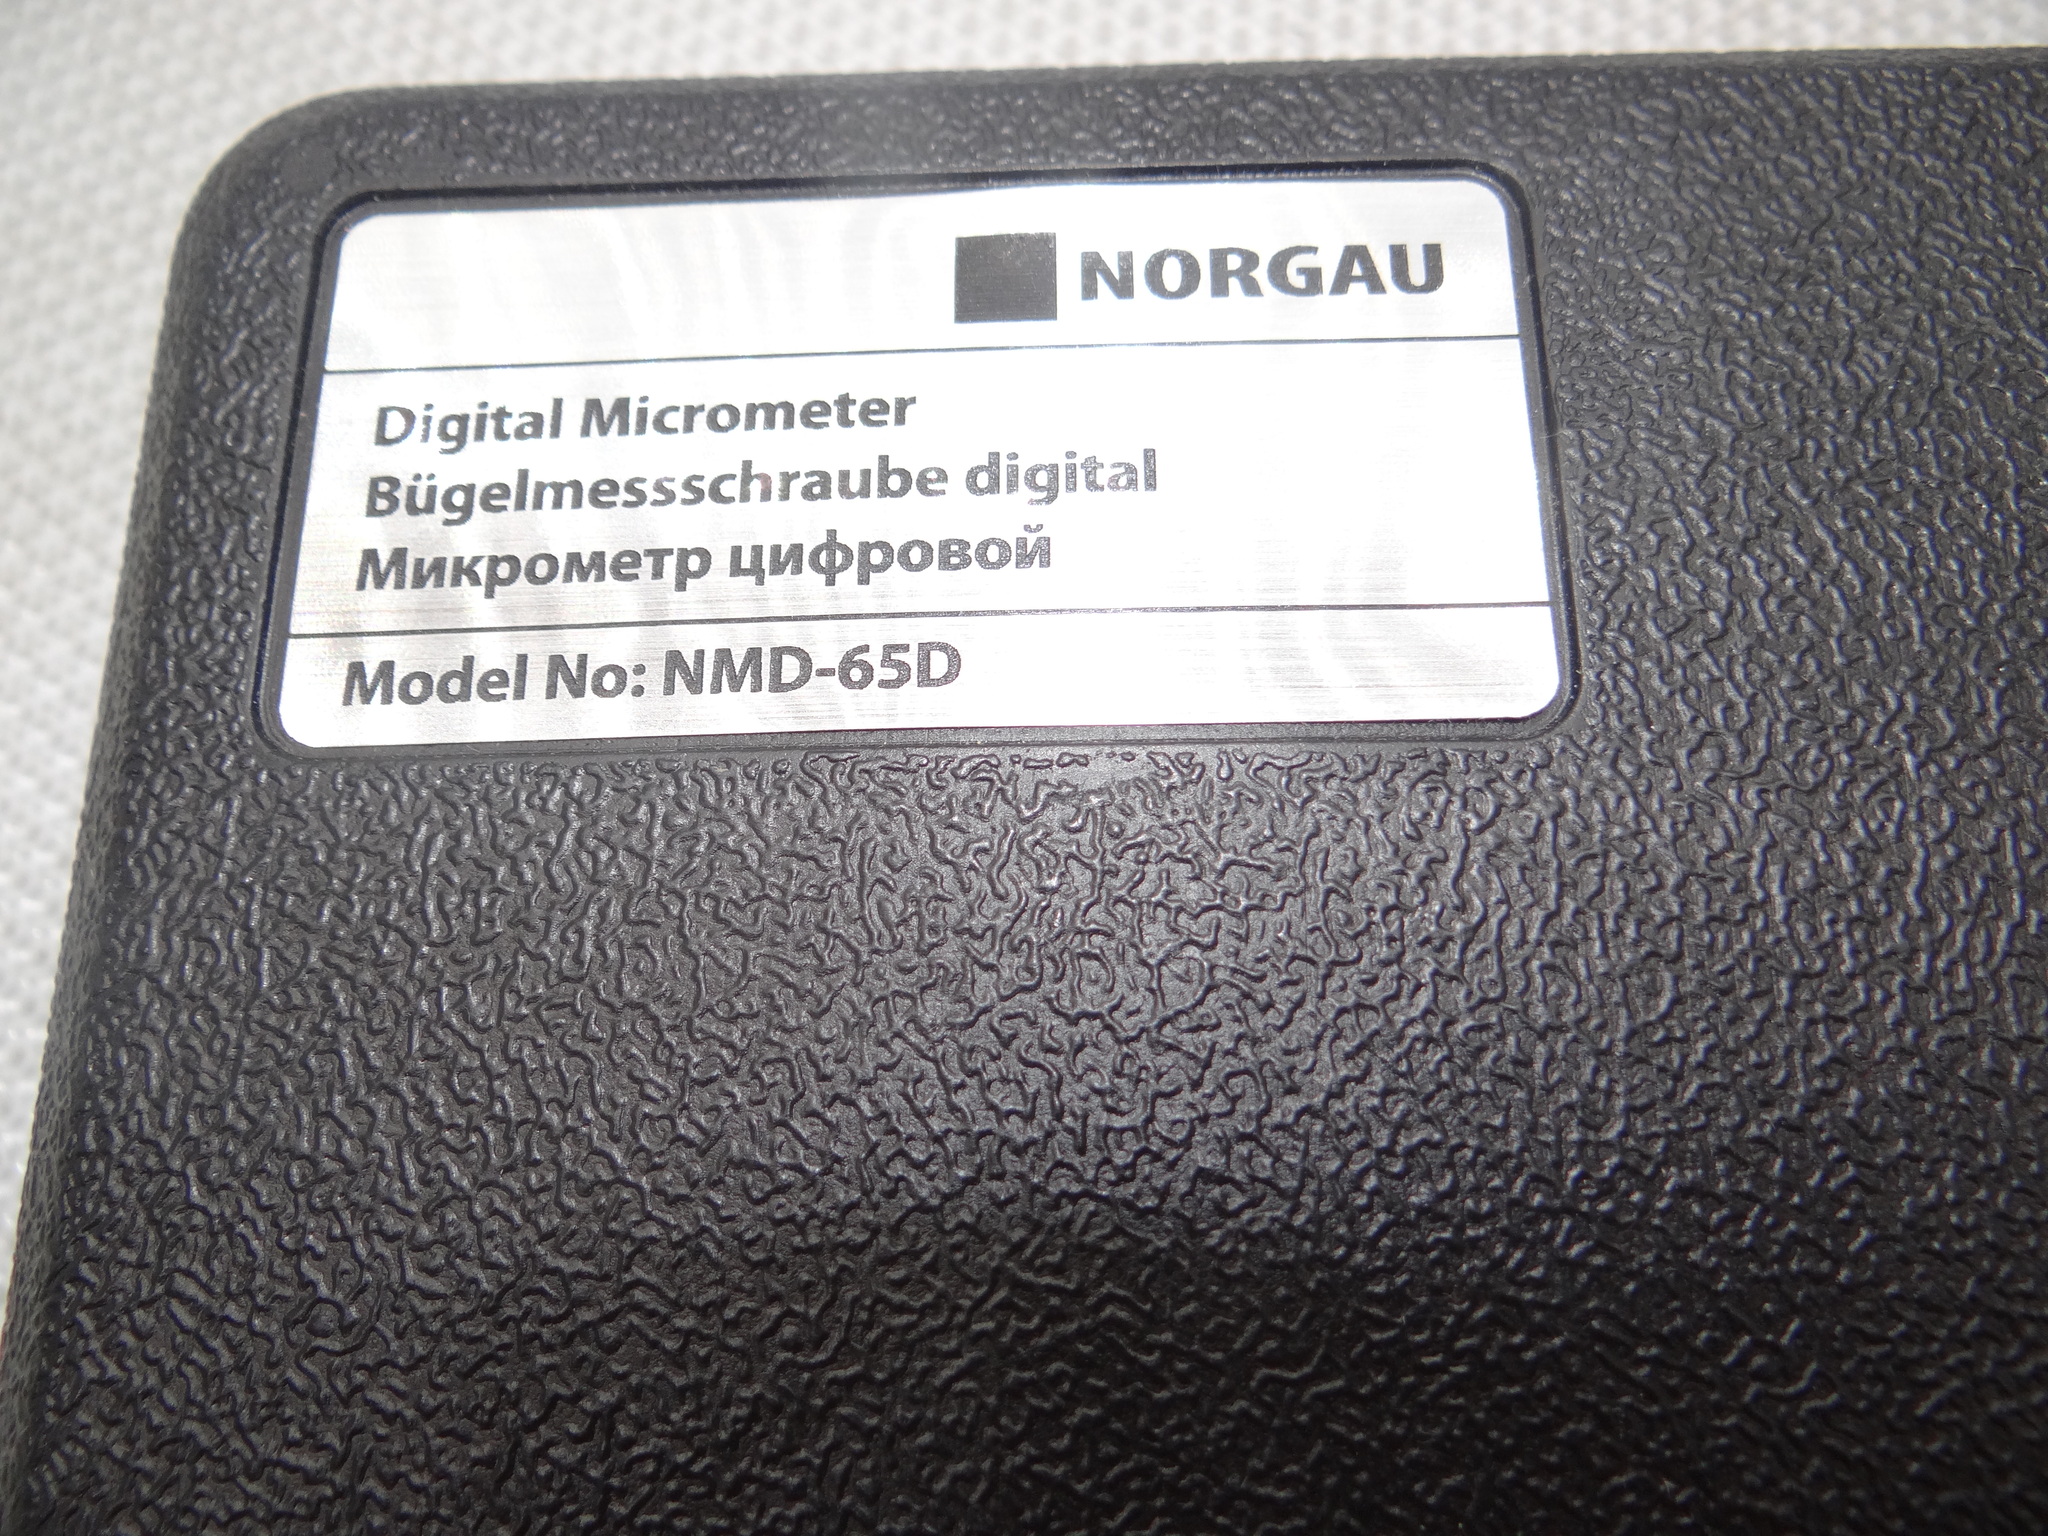 NORGAU
Digital Micrometer
Bügelmessschraube digital
Микрометр цифровой
Model No: NMD-65D